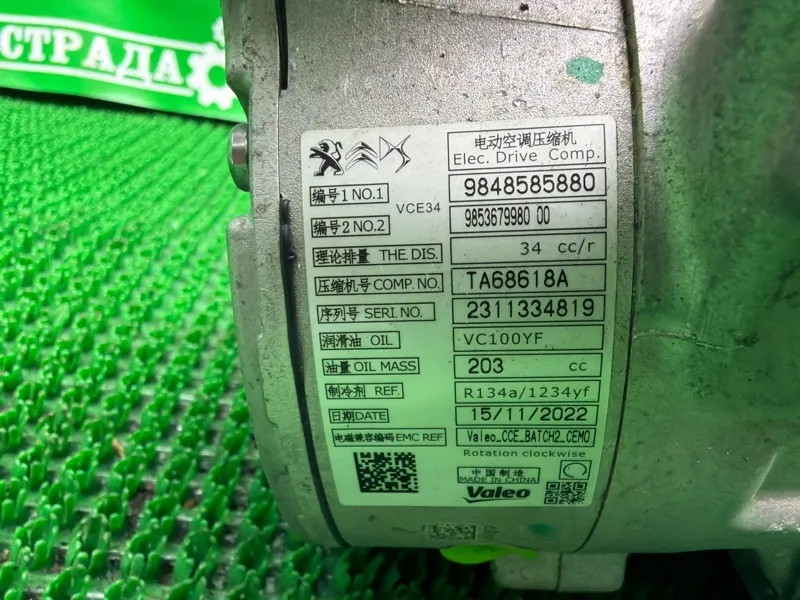 СТРАДА
电动空调压缩机
Elec. Drive Comp.
编号1 NO.1 9848585880
VCE34
编号2 NO.2 9853679980 00
理论排量 THE.DIS. 34 cc/r
压缩机号 COMP.NO. TA68618A
序列号 SERI.NO. 2311334819
润滑油 OIL VC100YF
油量 OIL MASS 203 cc
制冷剂 REF. R134a/1234yf
日期DATE 15/11/2022
电磁兼容编码EMC REF Valeo_CCE_BATCH2_CEM0
Rotation clockwise
中国制造
MADE IN CHINA
Valeo